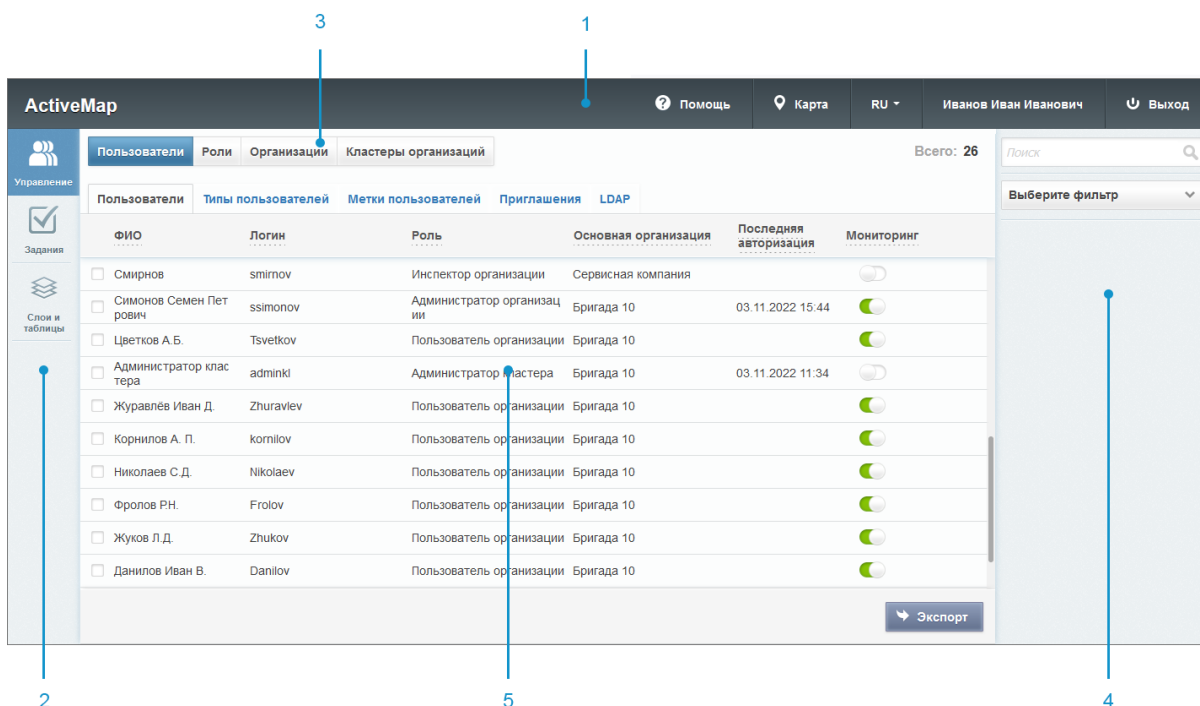 3 1
ActiveMap Помощь Карта RU Иванов Иван Иванович Выход
Управление
Задания
Слои и
таблицы
Пользователи Роли Организации Кластеры организаций Всего: 26
Пользователи Типы пользователей Метки пользователей Приглашения LDAP
ФИО Логин Роль Основная организация Последняя
авторизация Мониторинг
Смирнов smirnov Инспектор организации Сервисная компания
Симонов Семен Пет
рович ssimonov Администратор организац
ии Бригада 10 03.11.2022 15:44
Цветков А.Б. Tsvetkov Пользователь организации Бригада 10
Администратор клас
тера adminkl Администратор кластера Бригада 10 03.11.2022 11:34
Журавлёв Иван Д. Zhuravlev Пользователь организации Бригада 10
Корнилов А. П. kornilov Пользователь организации Бригада 10
Николаев С.Д. Nikolaev Пользователь организации Бригада 10
Фролов Р.Н. Frolov Пользователь организации Бригада 10
Жуков Л.Д. Zhukov Пользователь организации Бригада 10
Данилов Иван В. Danilov Пользователь организации Бригада 10
Экспорт
Поиск
Выберите фильтр
2 5 4